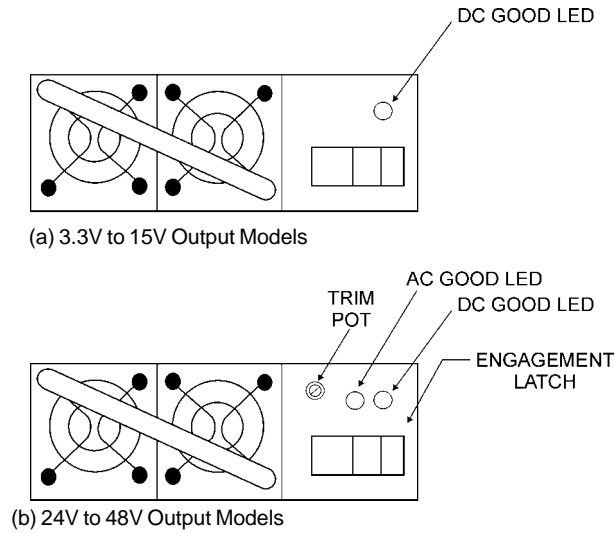 DC GOOD LED
(a) 3.3V to 15V Output Models
AC GOOD LED
TRIM
POT
DC GOOD LED
ENGAGEMENT
LATCH
(b) 24V to 48V Output Models